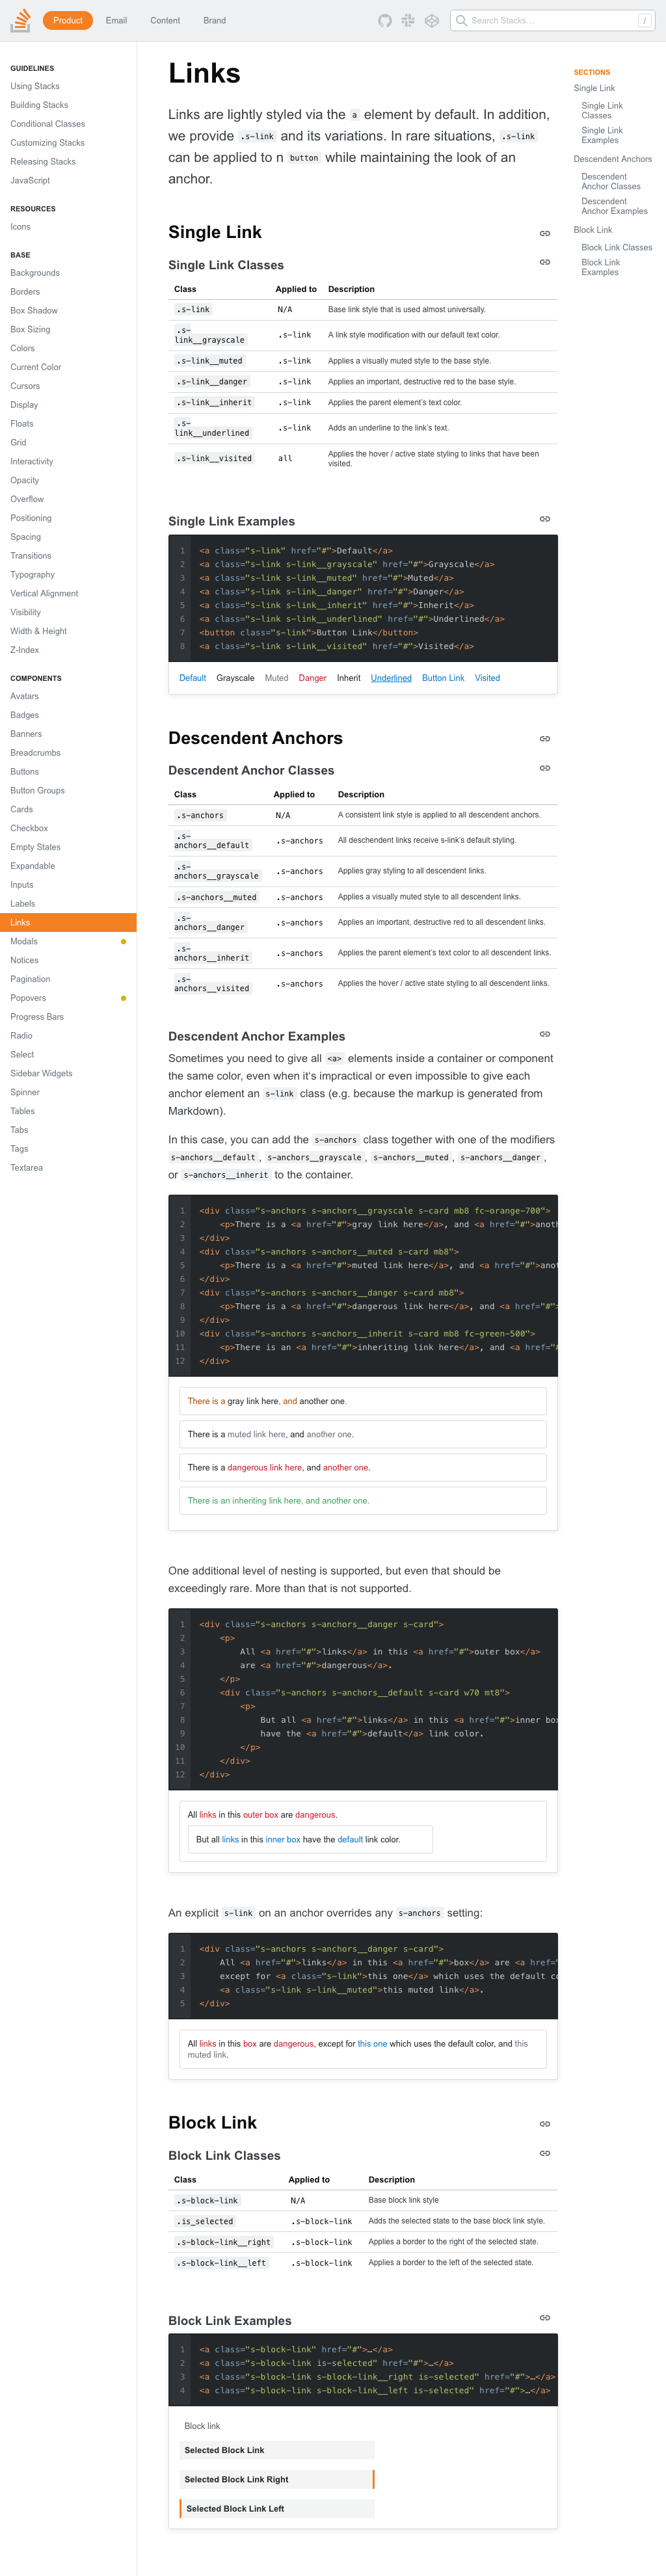 Product Email Content Brand Search Stacks… /
GUIDELINES
Using Stacks
Building Stacks
Conditional Classes
Customizing Stacks
Releasing Stacks
JavaScript
RESOURCES
Icons
BASE
Backgrounds
Borders
Box Shadow
Box Sizing
Colors
Current Color
Cursors
Display
Floats
Grid
Interactivity
Opacity
Overflow
Positioning
Spacing
Transitions
Typography
Vertical Alignment
Visibility
Width & Height
Z-Index
COMPONENTS
Avatars
Badges
Banners
Breadcrumbs
Buttons
Button Groups
Cards
Checkbox
Empty States
Expandable
Inputs
Labels
Links
Modals
Notices
Pagination
Popovers
Progress Bars
Radio
Select
Sidebar Widgets
Spinner
Tables
Tabs
Tags
Textarea
Links
Links are lightly styled via the a element by default. In addition,
we provide .s-link and its variations. In rare situations, .s-link
can be applied to n button while maintaining the look of an
anchor.
Single Link
Single Link Classes
Class Applied to Description
.s-link N/A Base link style that is used almost universally.
.s-
link__grayscale .s-link A link style modification with our default text color.
.s-link__muted .s-link Applies a visually muted style to the base style.
.s-link__danger .s-link Applies an important, destructive red to the base style.
.s-link__inherit .s-link Applies the parent element's text color.
.s-
link__underlined .s-link Adds an underline to the link's text.
.s-link__visited all Applies the hover / active state styling to links that have been
visited.
Single Link Examples
1 <a class="s-link" href="#">Default</a>
2 <a class="s-link s-link__grayscale" href="#">Grayscale</a>
3 <a class="s-link s-link__muted" href="#">Muted</a>
4 <a class="s-link s-link__danger" href="#">Danger</a>
5 <a class="s-link s-link__inherit" href="#">Inherit</a>
6 <a class="s-link s-link__underlined" href="#">Underlined</a>
7 <button class="s-link">Button Link</button>
8 <a class="s-link s-link__visited" href="#">Visited</a>
Default Grayscale Muted Danger Inherit Underlined Button Link Visited
Descendent Anchors
Descendent Anchor Classes
Class Applied to Description
.s-anchors N/A A consistent link style is applied to all descendent anchors.
.s-
anchors__default .s-anchors All deschendent links receive s-link's default styling.
.s-
anchors__grayscale .s-anchors Applies gray styling to all descendent links.
.s-anchors__muted .s-anchors Applies a visually muted style to all descendent links.
.s-
anchors__danger .s-anchors Applies an important, destructive red to all descendent links.
.s-
anchors__inherit .s-anchors Applies the parent element's text color to all descendent links.
.s-
anchors__visited .s-anchors Applies the hover / active state styling to all descendent links.
Descendent Anchor Examples
Sometimes you need to give all <a> elements inside a container or component
the same color, even when it's impractical or even impossible to give each
anchor element an s-link class (e.g. because the markup is generated from
Markdown).
In this case, you can add the s-anchors class together with one of the modifiers
s-anchors__default , s-anchors__grayscale , s-anchors__muted , s-anchors__danger ,
or s-anchors__inherit to the container.
1 <div class="s-anchors s-anchors__grayscale s-card mb8 fc-orange-700">
2 <p>There is a <a href="#">gray link here</a>, and <a href="#">anoth
3 </div>
4 <div class="s-anchors s-anchors__muted s-card mb8">
5 <p>There is a <a href="#">muted link here</a>, and <a href="#">anot
6 </div>
7 <div class="s-anchors s-anchors__danger s-card mb8">
8 <p>There is a <a href="#">dangerous link here</a>, and <a href="#">
9 </div>
10 <div class="s-anchors s-anchors__inherit s-card mb8 fc-green-500">
11 <p>There is an <a href="#">inheriting link here</a>, and <a href="#
12 </div>
There is a gray link here, and another one.
There is a muted link here, and another one.
There is a dangerous link here, and another one.
There is an inheriting link here, and another one.
One additional level of nesting is supported, but even that should be
exceedingly rare. More than that is not supported.
1 <div class="s-anchors s-anchors__danger s-card">
2 <p>
3 All <a href="#">links</a> in this <a href="#">outer box</a>
4 are <a href="#">dangerous</a>.
5 </p>
6 <div class="s-anchors s-anchors__default s-card w70 mt8">
7 <p>
8 But all <a href="#">links</a> in this <a href="#">inner box
9 have the <a href="#">default</a> link color.
10 </p>
11 </div>
12 </div>
All links in this outer box are dangerous.
But all links in this inner box have the default link color.
An explicit s-link on an anchor overrides any s-anchors setting:
1 <div class="s-anchors s-anchors__danger s-card">
2 All <a href="#">links</a> in this <a href="#">box</a> are <a href="
3 except for <a class="s-link">this one</a> which uses the default co
4 <a class="s-link s-link__muted">this muted link</a>.
5 </div>
All links in this box are dangerous, except for this one which uses the default color, and this
muted link.
Block Link
Block Link Classes
Class Applied to Description
.s-block-link N/A Base block link style
.is_selected .s-block-link Adds the selected state to the base block link style.
.s-block-link__right .s-block-link Applies a border to the right of the selected state.
.s-block-link__left .s-block-link Applies a border to the left of the selected state.
Block Link Examples
1 <a class="s-block-link" href="#">…</a>
2 <a class="s-block-link is-selected" href="#">…</a>
3 <a class="s-block-link s-block-link__right is-selected" href="#">…</a>
4 <a class="s-block-link s-block-link__left is-selected" href="#">…</a>
Block link
Selected Block Link
Selected Block Link Right
Selected Block Link Left
SECTIONS
Single Link
Single Link
Classes
Single Link
Examples
Descendent Anchors
Descendent
Anchor Classes
Descendent
Anchor Examples
Block Link
Block Link Classes
Block Link
Examples